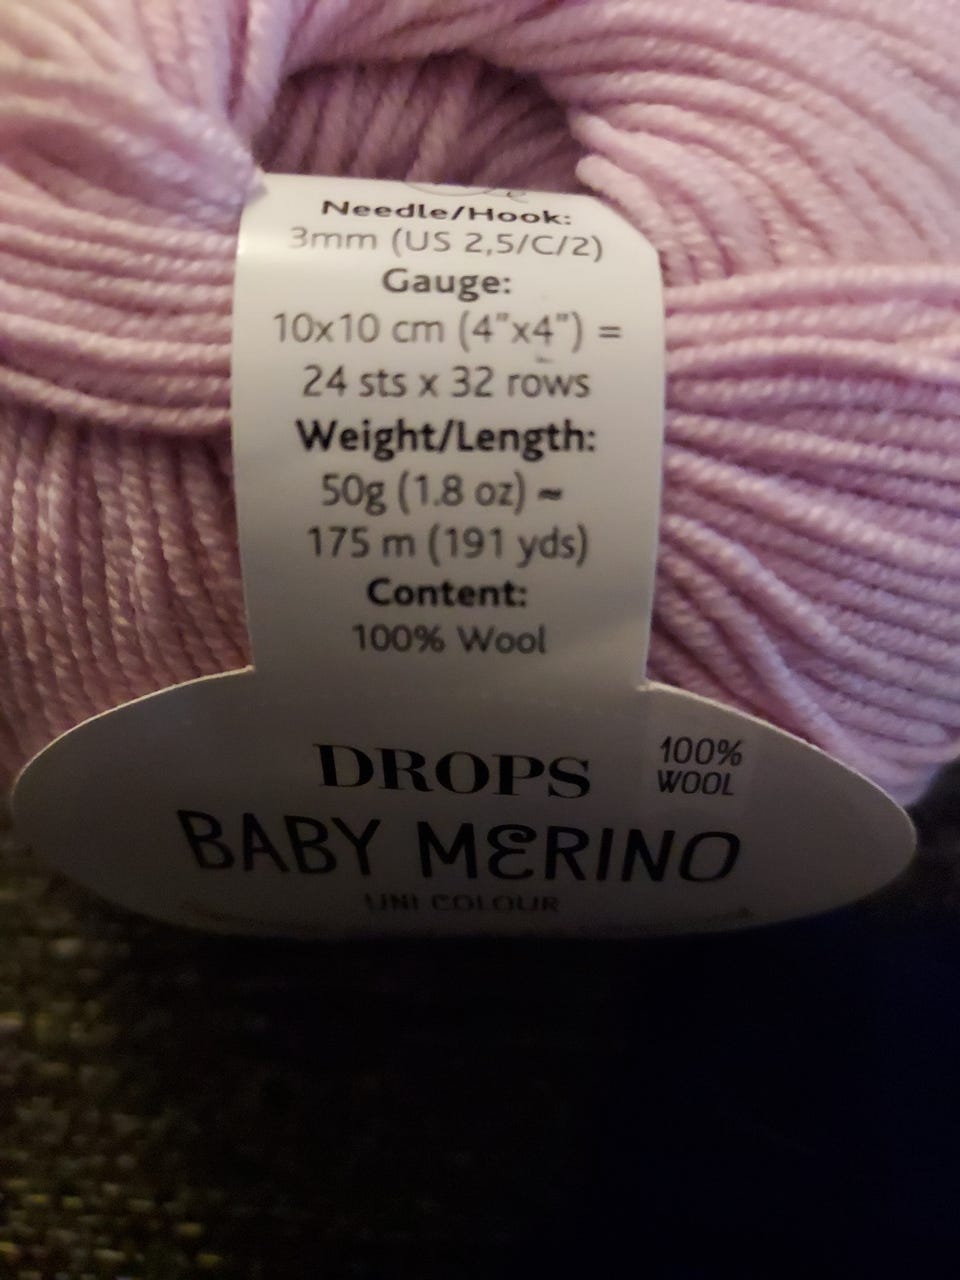 Needle/Hook:
3mm (US 2,5/C/2)
Gauge:
10x10 cm (4"x4") =
24 sts x 32 rows
Weight/Length:
50g (1.8 oz) ~
175 m (191 yds)
Content:
100% Wool
DROPS
100%
WOOL
BABY MERINO
UNI COLOUR